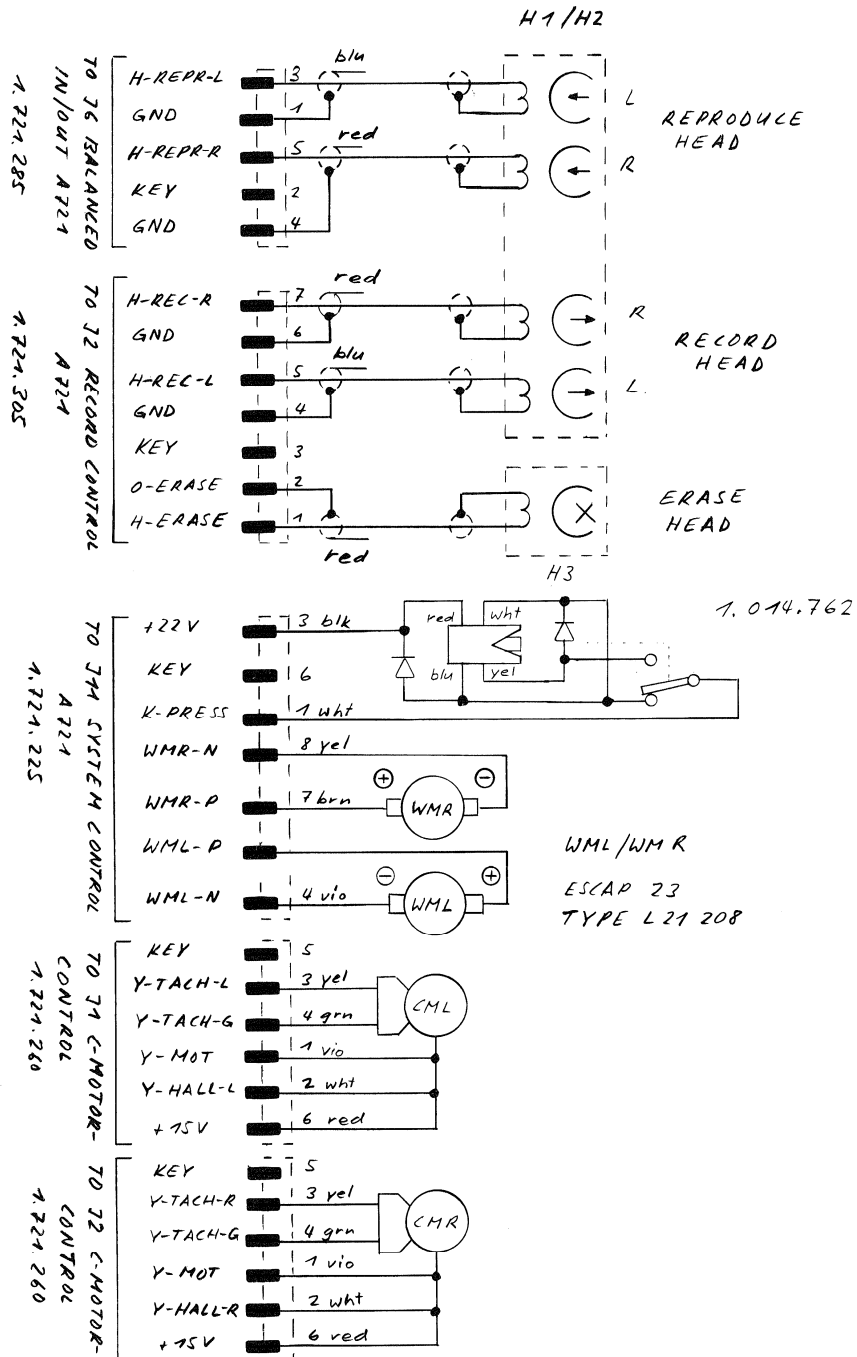 H1/H2
TO J6 BALANCED
IN/OUT A721
1.721.285
H-REPR-L 3 blu
GND 1
H-REPR-R 5 red
KEY 2
GND 4
L
R
REPRODUCE
HEAD
TO J2 RECORD CONTROL
A721
1.721.305
H-REC-R 7 red
GND 6
H-REC-L 5 blu
GND 4
KEY 3
0-ERASE 2
H-ERASE 1
red
R
L
RECORD
HEAD
ERASE
HEAD
H3
1.014.762
TO J11 SYSTEM CONTROL
A721
1.721.225
+22V 3 blk
KEY 6
K-PRESS 1 wht
WMR-N 8 yel
WMR-P 7 brn
WML-P
WML-N 4 vio
red wht
blu yel
+ -
WMR
- +
WML
WML/WMR
ESCAP 23
TYPE L21 208
TO J1 C-MOTOR-
CONTROL
1.721.260
KEY 5
Y-TACH-L 3 yel
Y-TACH-G 4 grn
Y-MOT 1 vio
Y-HALL-L 2 wht
+15V 6 red
CML
TO J2 C-MOTOR-
CONTROL
1.721.260
KEY 5
Y-TACH-R 3 yel
Y-TACH-G 4 grn
Y-MOT 1 vio
Y-HALL-R 2 wht
+15V 6 red
CMR